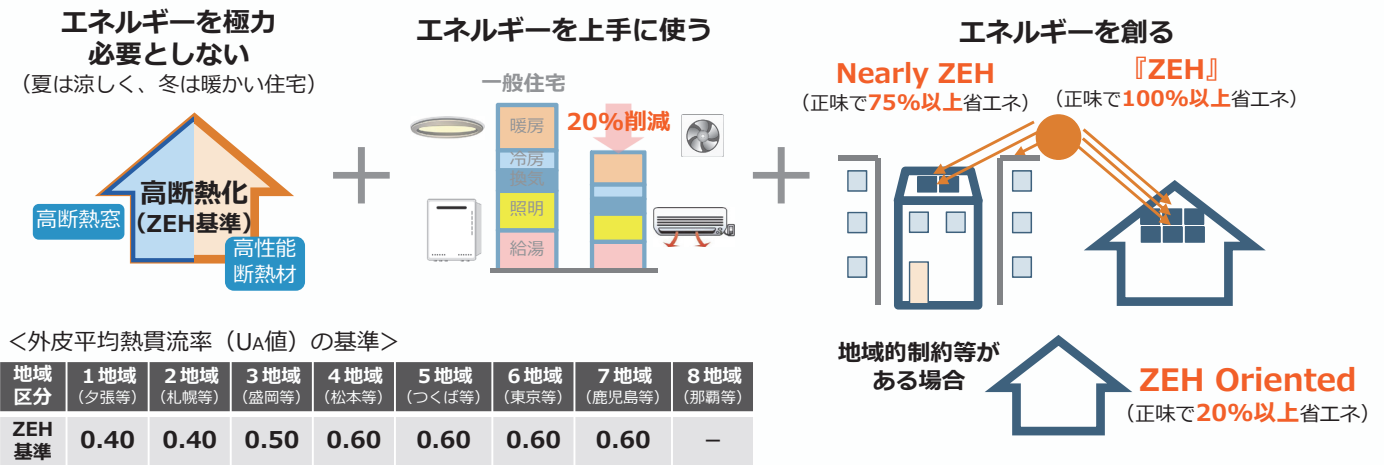 エネルギーを極力
必要としない
（夏は涼しく、冬は暖かい住宅）
高断熱窓
高断熱化
（ZEH基準）
高性能
断熱材
エネルギーを上手に使う
一般住宅
暖房
冷房
換気
照明
給湯
20%削減
エネルギーを創る
Nearly ZEH
（正味で75%以上省エネ）
『ZEH』
（正味で100%以上省エネ）
地域的制約等が
ある場合
ZEH Oriented
（正味で20%以上省エネ）
＜外皮平均熱貫流率（UA値）の基準＞
地域区分 1地域（夕張等） 2地域（札幌等） 3地域（盛岡等） 4地域（松本等） 5地域（つくば等） 6地域（東京等） 7地域（鹿児島等） 8地域（那覇等）
ZEH基準 0.40 0.40 0.50 0.60 0.60 0.60 0.60 －